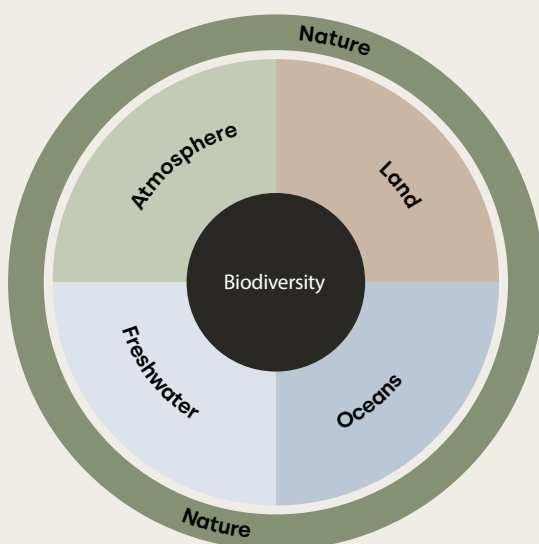 Nature
Atmosphere
Land
Biodiversity
Freshwater
Oceans
Nature